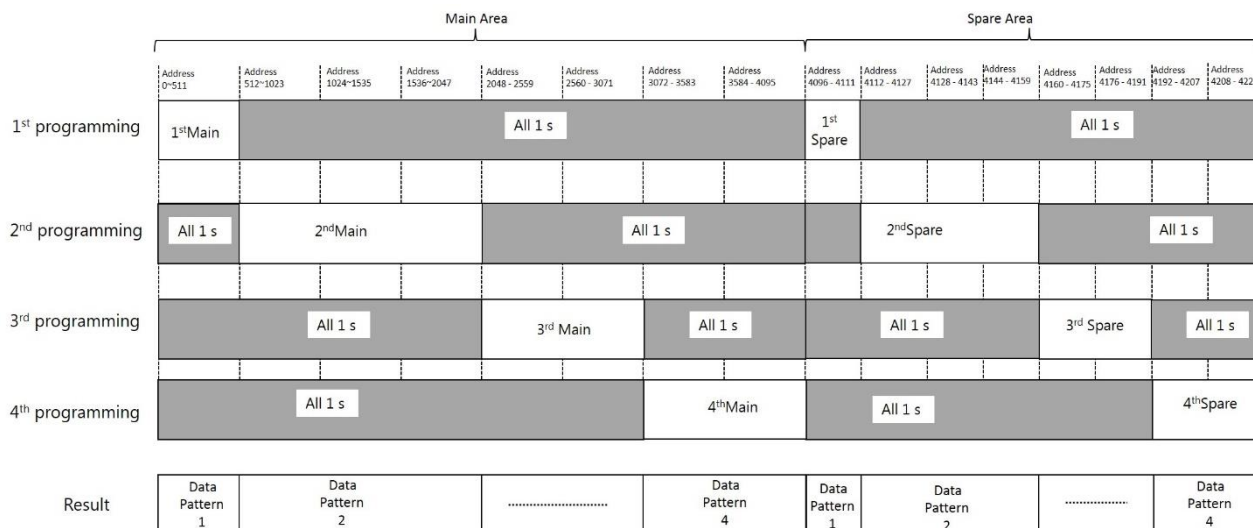 Main Area
Spare Area
Address
0~511
Address
512~1023
Address
1024~1535
Address
1536~2047
Address
2048 - 2559
Address
2560 - 3071
Address
3072 - 3583
Address
3584 - 4095
Address
4096 - 4111
Address
4112 - 4127
Address
4128 - 4143
Address
4144 - 4159
Address
4160 - 4175
Address
4176 - 4191
Address
4192 - 4207
Address
4208 - 422
1st programming
1stMain
All 1 s
1st
Spare
All 1 s
2nd programming
All 1 s
2ndMain
All 1 s
2ndSpare
All 1 s
3rd programming
All 1 s
3rd Main
All 1 s
All 1 s
3rd Spare
All 1 s
4th programming
All 1 s
4thMain
All 1 s
4thSpare
Result
Data
Pattern
1
Data
Pattern
2
Data
Pattern
4
Data
Pattern
1
Data
Pattern
2
Data
Pattern
4